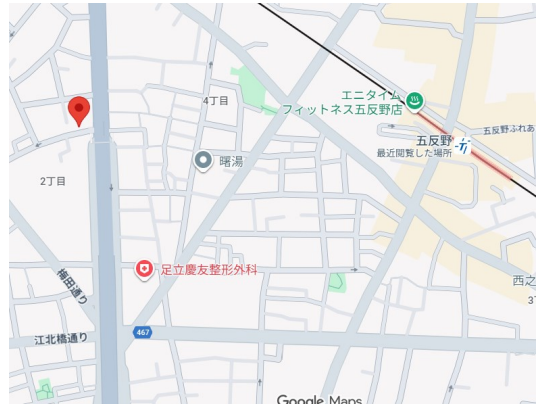 エニタイム
フィットネス五反野店
4丁目
五反野
最近閲覧した場所
五反野ふれあ
曙湯
2丁目
足立慶友整形外科
梅田通り
西之
3
467
江北橋通り
Google Maps